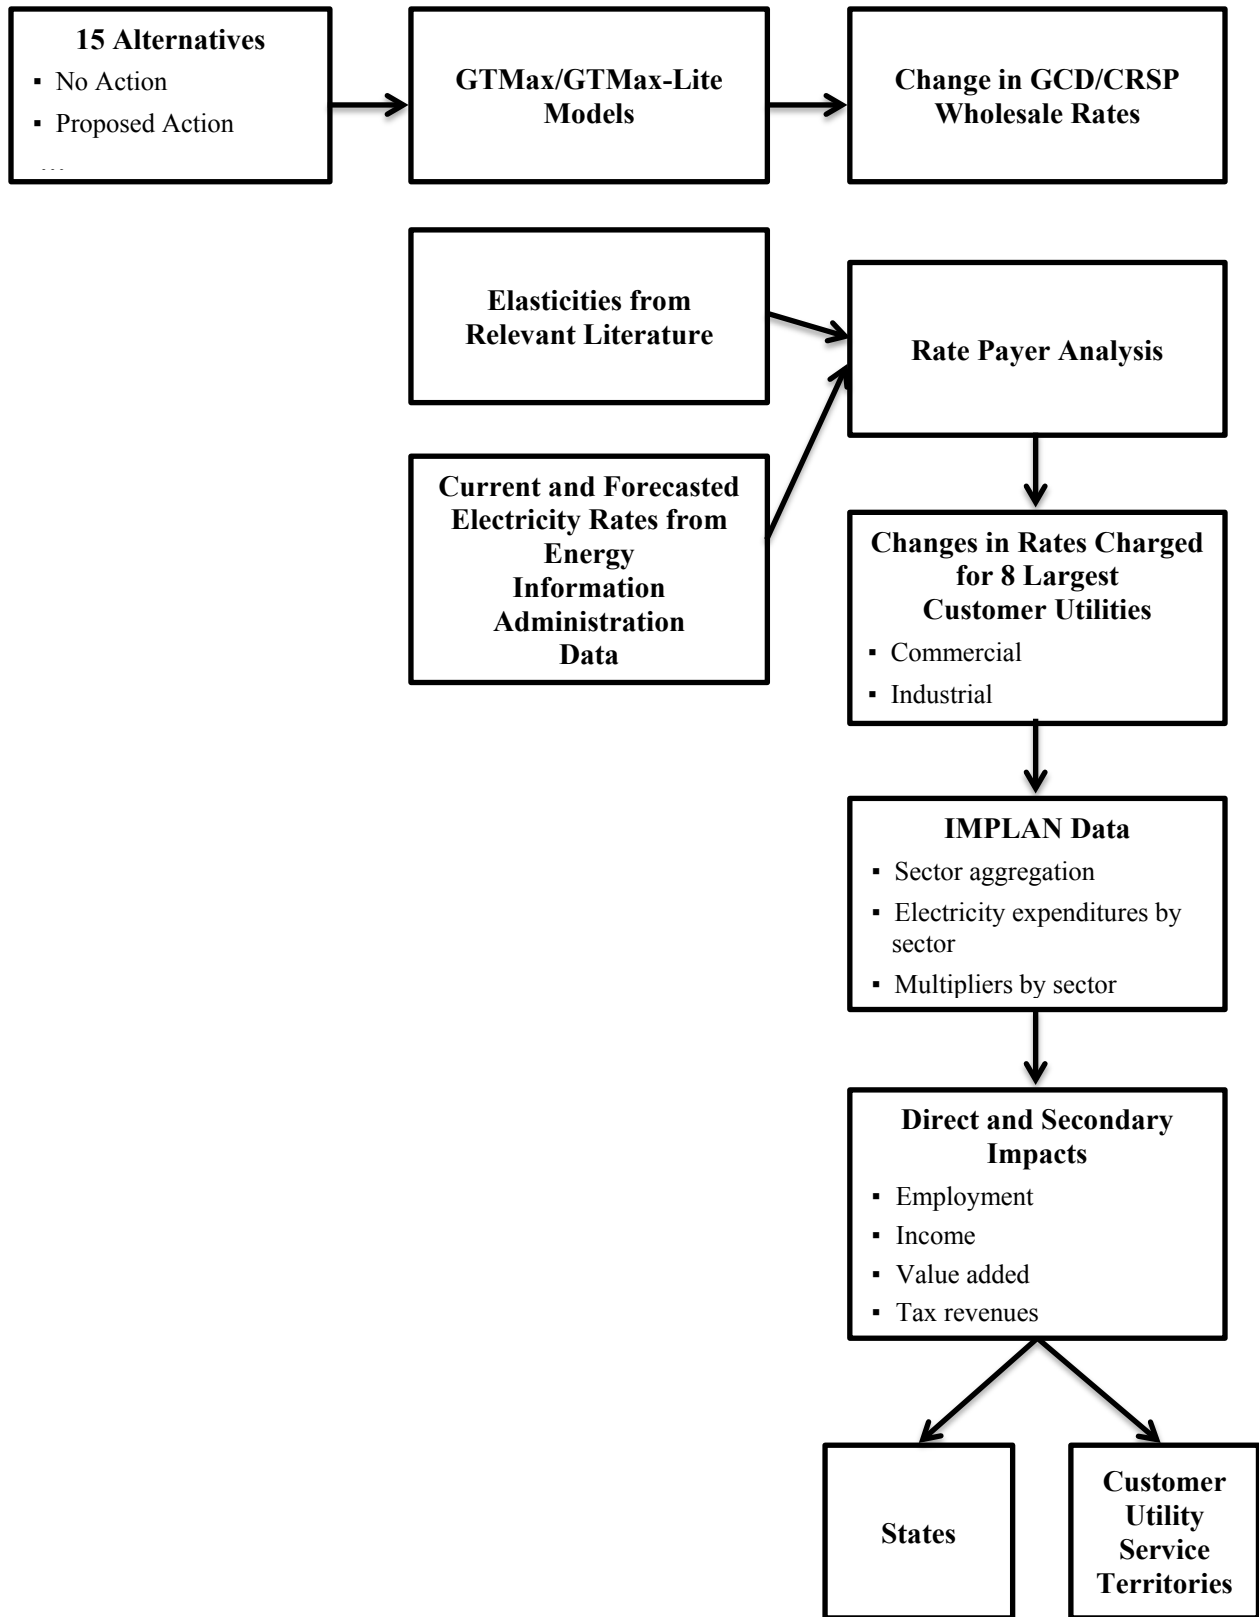 15 Alternatives
▪ No Action
▪ Proposed Action
...
GTMax/GTMax-Lite
Models
Change in GCD/CRSP
Wholesale Rates
Elasticities from
Relevant Literature
Rate Payer Analysis
Current and Forecasted
Electricity Rates from
Energy
Information
Administration
Data
Changes in Rates Charged
for 8 Largest
Customer Utilities
▪ Commercial
▪ Industrial
IMPLAN Data
▪ Sector aggregation
▪ Electricity expenditures by
sector
▪ Multipliers by sector
Direct and Secondary
Impacts
▪ Employment
▪ Income
▪ Value added
▪ Tax revenues
States
Customer
Utility
Service
Territories